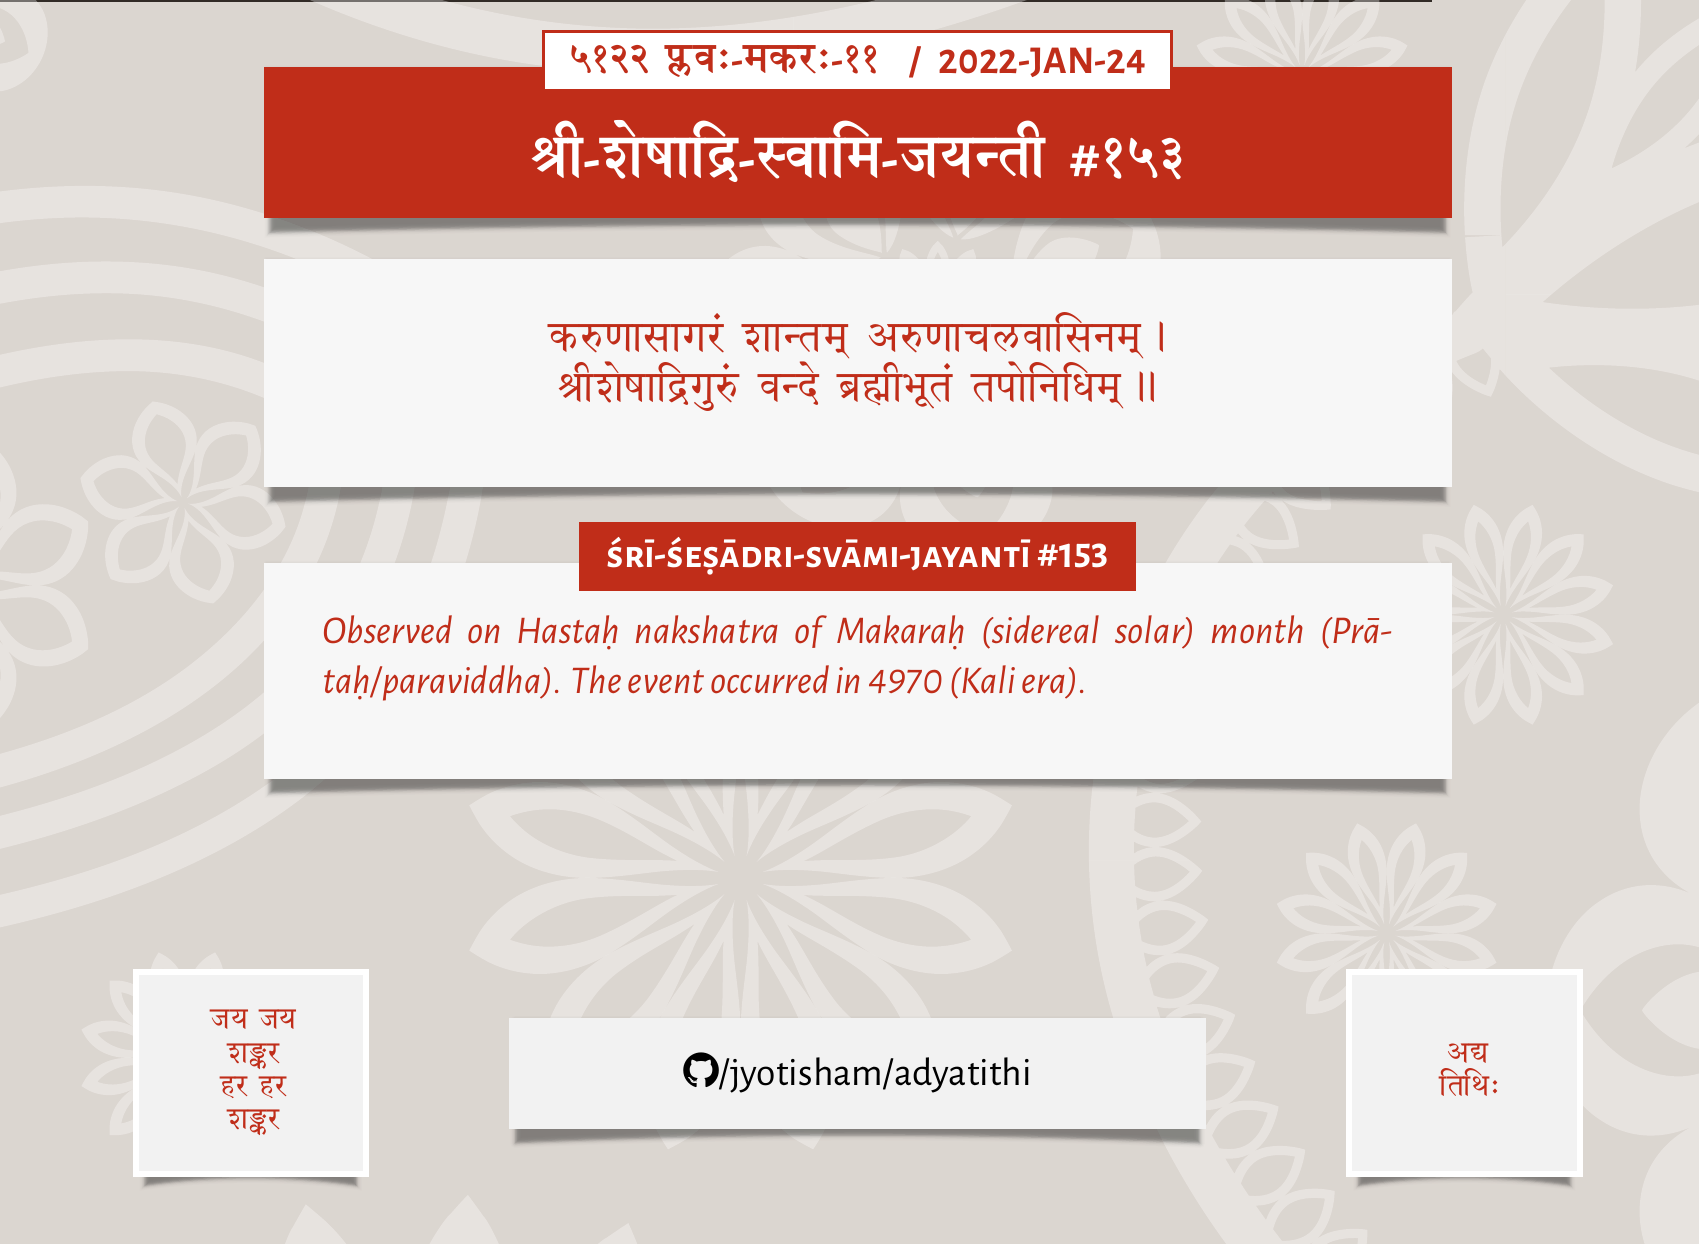 ५१२२ प्लवः-मकरः-११ / 2022-JAN-24
श्री-शेषाद्रि-स्वामि-जयन्ती #१५३
करुणासागरं शान्तम् अरुणाचलवासिनम्।
श्रीशेषाद्रिगुरुं वन्दे ब्रह्मीभूतं तपोनिधिम्॥
ŚRĪ-ŚEṢĀDRI-SVĀMI-JAYANTĪ #153
Observed on Hastaḥ nakshatra of Makaraḥ (sidereal solar) month (Prā-
taḥ/paraviddha). The event occurred in 4970 (Kali era).
जय जय
शङ्कर
हर हर
शङ्कर
/jyotisham/adyatithi
अद्य
तिथिः